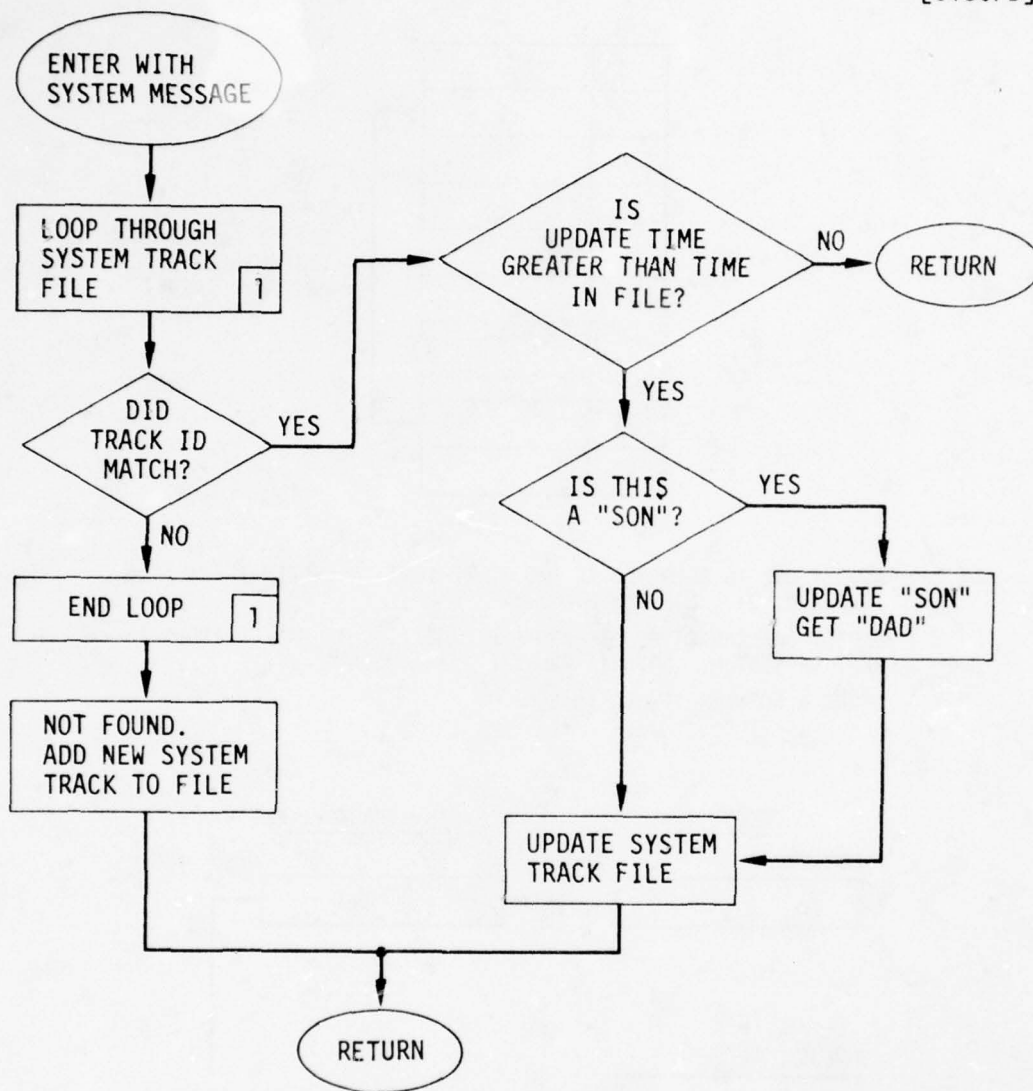 ENTER WITH
SYSTEM MESSAGE
LOOP THROUGH
SYSTEM TRACK
FILE
1
DID
TRACK ID
MATCH?
YES
NO
END LOOP
1
NOT FOUND.
ADD NEW SYSTEM
TRACK TO FILE
IS
UPDATE TIME
GREATER THAN TIME
IN FILE?
NO
RETURN
YES
IS THIS
A "SON"?
YES
NO
UPDATE "SON"
GET "DAD"
UPDATE SYSTEM
TRACK FILE
RETURN